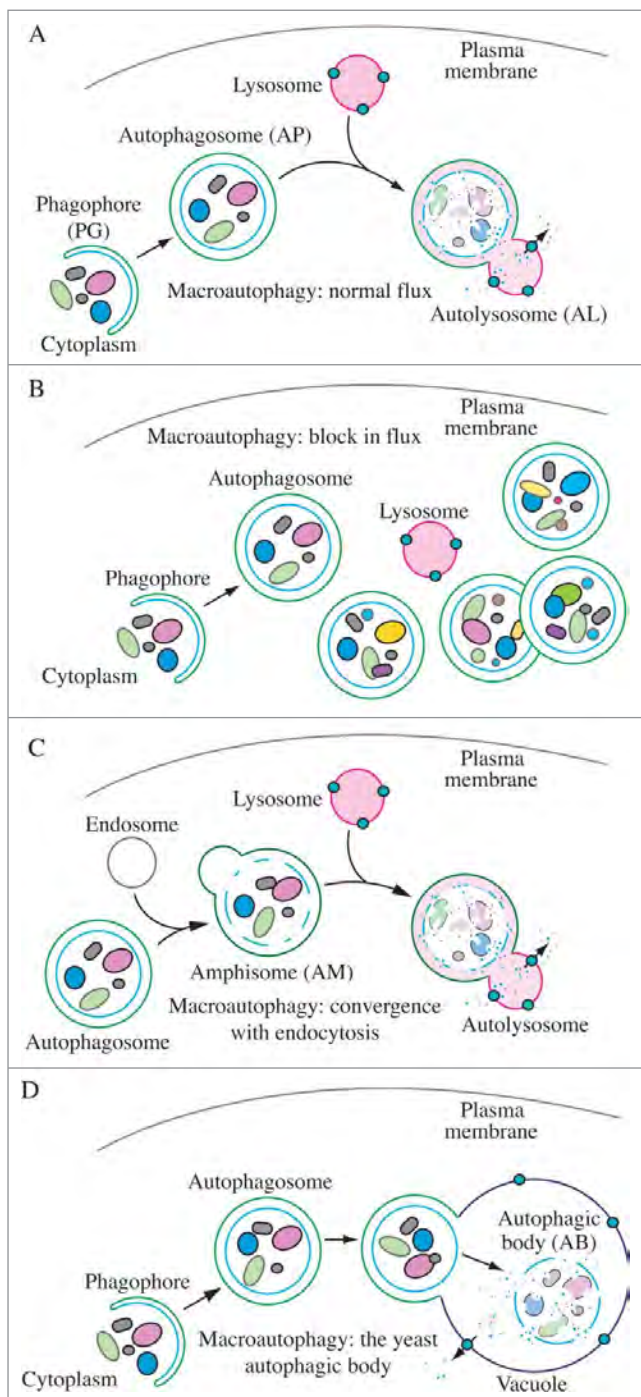 A
Plasma
membrane
Lysosome
Autophagosome (AP)
Phagophore
(PG)
Macroautophagy: normal flux
Autolysosome (AL)
Cytoplasm
B
Plasma
membrane
Macroautophagy: block in flux
Autophagosome
Lysosome
Phagophore
Cytoplasm
C
Plasma
membrane
Lysosome
Endosome
Amphisome (AM)
Macroautophagy: convergence
with endocytosis
Autolysosome
Autophagosome
D
Plasma
membrane
Autophagosome
Autophagic
body (AB)
Phagophore
Macroautophagy: the yeast
autophagic body
Cytoplasm
Vacuole